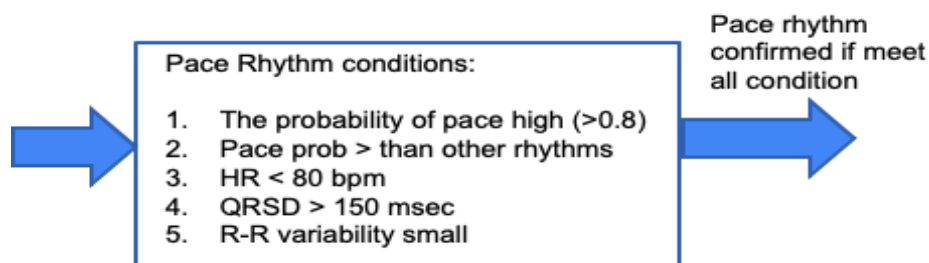 Pace Rhythm conditions:
1. The probability of pace high (>0.8)
2. Pace prob > than other rhythms
3. HR < 80 bpm
4. QRSD > 150 msec
5. R-R variability small
Pace rhythm
confirmed if meet
all condition